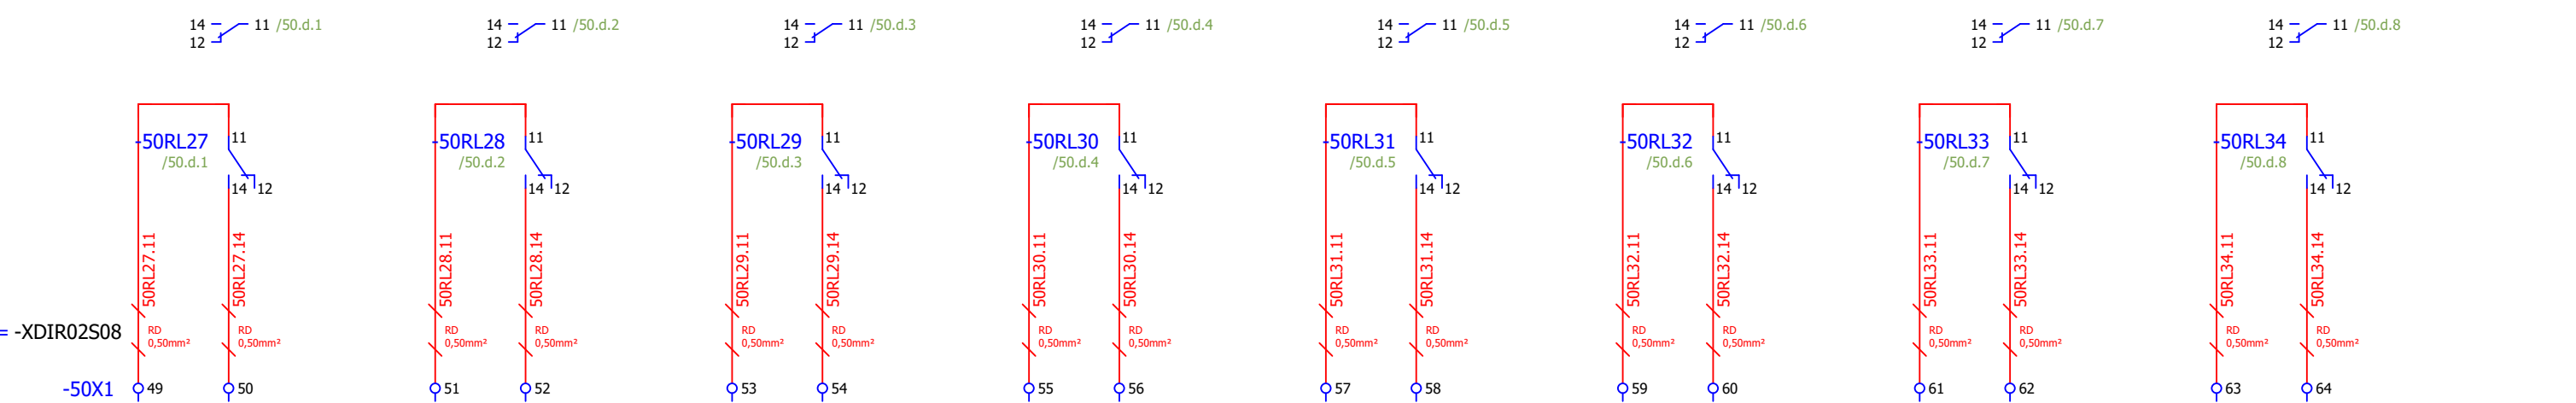 14 11 /50.d.1 14 11 /50.d.2 14 11 /50.d.3 14 11 /50.d.4 14 11 /50.d.5 14 11 /50.d.6 14 11 /50.d.7 14 11 /50.d.8
12 12 12 12 12 12 12 12
-50RL27 11 -50RL28 11 -50RL29 11 -50RL30 11 -50RL31 11 -50RL32 11 -50RL33 11 -50RL34 11
/50.d.1 /50.d.2 /50.d.3 /50.d.4 /50.d.5 /50.d.6 /50.d.7 /50.d.8
14 12 14 12 14 12 14 12 14 12 14 12 14 12 14 12
50RL27.11 50RL27.14 50RL28.11 50RL28.14 50RL29.11 50RL29.14 50RL30.11 50RL30.14 50RL31.11 50RL31.14 50RL32.11 50RL32.14 50RL33.11 50RL33.14 50RL34.11 50RL34.14
= -XDIR02S08 RD RD RD RD RD RD RD RD RD RD RD RD RD RD RD RD
0,50mm² 0,50mm² 0,50mm² 0,50mm² 0,50mm² 0,50mm² 0,50mm² 0,50mm² 0,50mm² 0,50mm² 0,50mm² 0,50mm² 0,50mm² 0,50mm² 0,50mm² 0,50mm²
-50X1 49 50 51 52 53 54 55 56 57 58 59 60 61 62 63 64